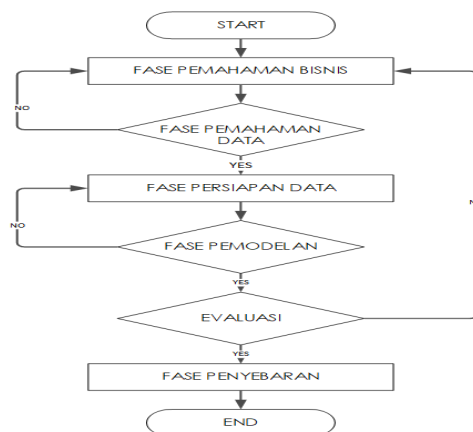 START
FASE PEMAHAMAN BISNIS
NO
FASE PEMAHAMAN
DATA
YES
FASE PERSIAPAN DATA
NO
FASE PEMODELAN
YES
EVALUASI
YES
FASE PENYEBARAN
END